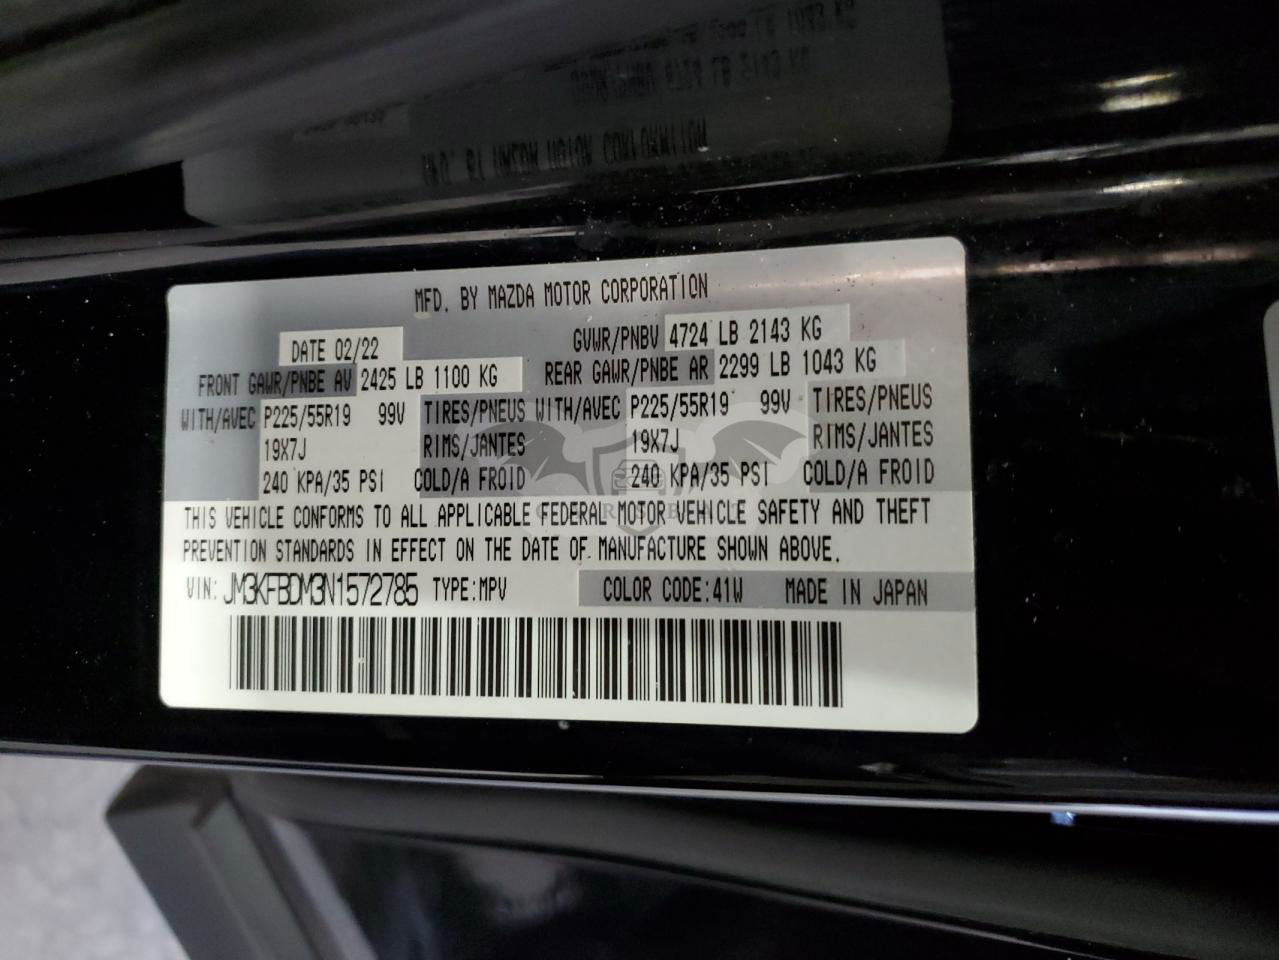 MFD. BY MAZDA MOTOR CORPORATION
DATE 02/22 GVWR/PNBV 4724 LB 2143 KG
FRONT GAWR/PNBE AV 2425 LB 1100 KG REAR GAWR/PNBE AR 2299 LB 1043 KG
WITH/AVEC P225/55R19 99V TIRES/PNEUS WITH/AVEC P225/55R19 99V TIRES/PNEUS
19X7J RIMS/JANTES 19X7J RIMS/JANTES
240 KPA/35 PSI COLD/A FROID 240 KPA/35 PSI COLD/A FROID
THIS VEHICLE CONFORMS TO ALL APPLICABLE FEDERAL MOTOR VEHICLE SAFETY AND THEFT
PREVENTION STANDARDS IN EFFECT ON THE DATE OF MANUFACTURE SHOWN ABOVE.
VIN: JM3KFBDM3N1572785 TYPE:MPV COLOR CODE:41W MADE IN JAPAN